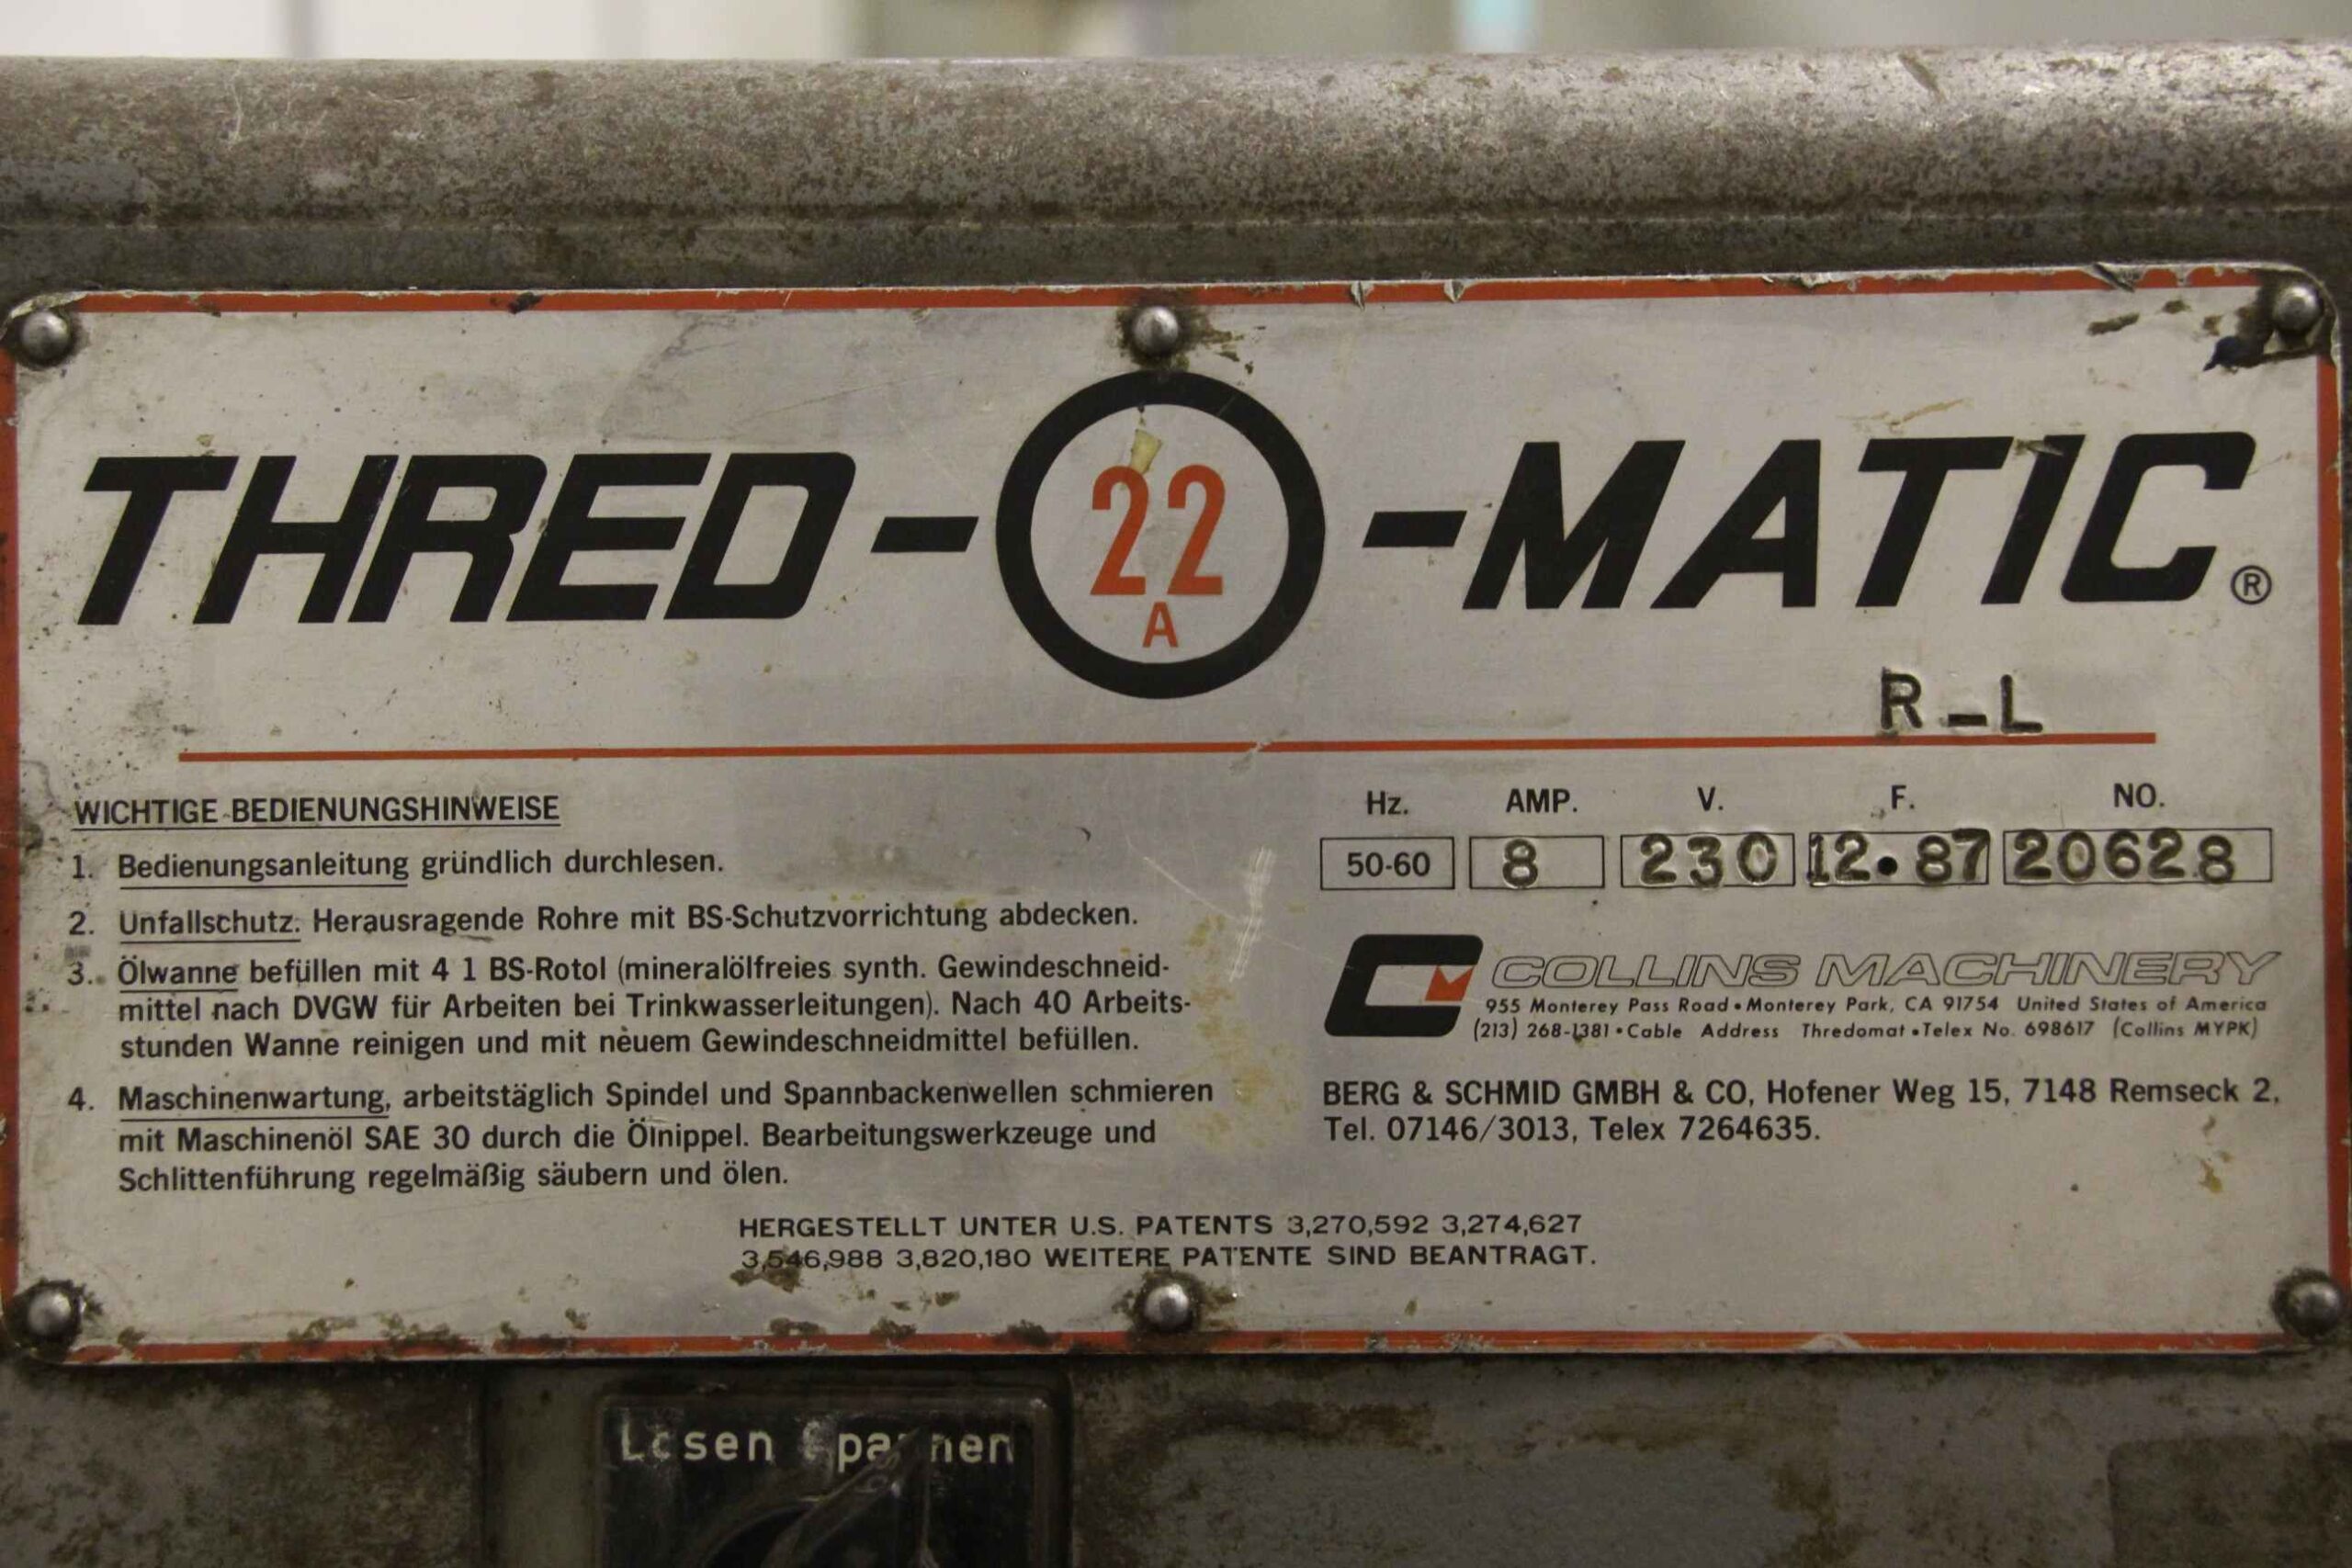 THRED-22-MATIC®
A
R-L
WICHTIGE BEDIENUNGSHINWEISE
1. Bedienungsanleitung gründlich durchlesen.
2. Unfallschutz. Herausragende Rohre mit BS-Schutzvorrichtung abdecken.
3. Ölwanne befüllen mit 4 1 BS-Rotol (mineralölfreies synth. Gewindeschneid-
mittel nach DVGW für Arbeiten bei Trinkwasserleitungen). Nach 40 Arbeits-
stunden Wanne reinigen und mit neuem Gewindeschneidmittel befüllen.
4. Maschinenwartung, arbeitstäglich Spindel und Spannbackenwellen schmieren
mit Maschinenöl SAE 30 durch die Ölnippel. Bearbeitungswerkzeuge und
Schlittenführung regelmäßig säubern und ölen.
Hz. AMP. V. F. NO.
50-60 8 230 12.87 20628
COLLINS MACHINERY
955 Monterey Pass Road • Monterey Park, CA 91754 United States of America
(213) 268-1381 • Cable Address Thredomat • Telex No. 698617 (Collins MYPK)
BERG & SCHMID GMBH & CO, Hofener Weg 15, 7148 Remseck 2,
Tel. 07146/3013, Telex 7264635.
HERGESTELLT UNTER U.S. PATENTS 3,270,592 3,274,627
3,546,988 3,820,180 WEITERE PATENTE SIND BEANTRAGT.
Lösen Spannen